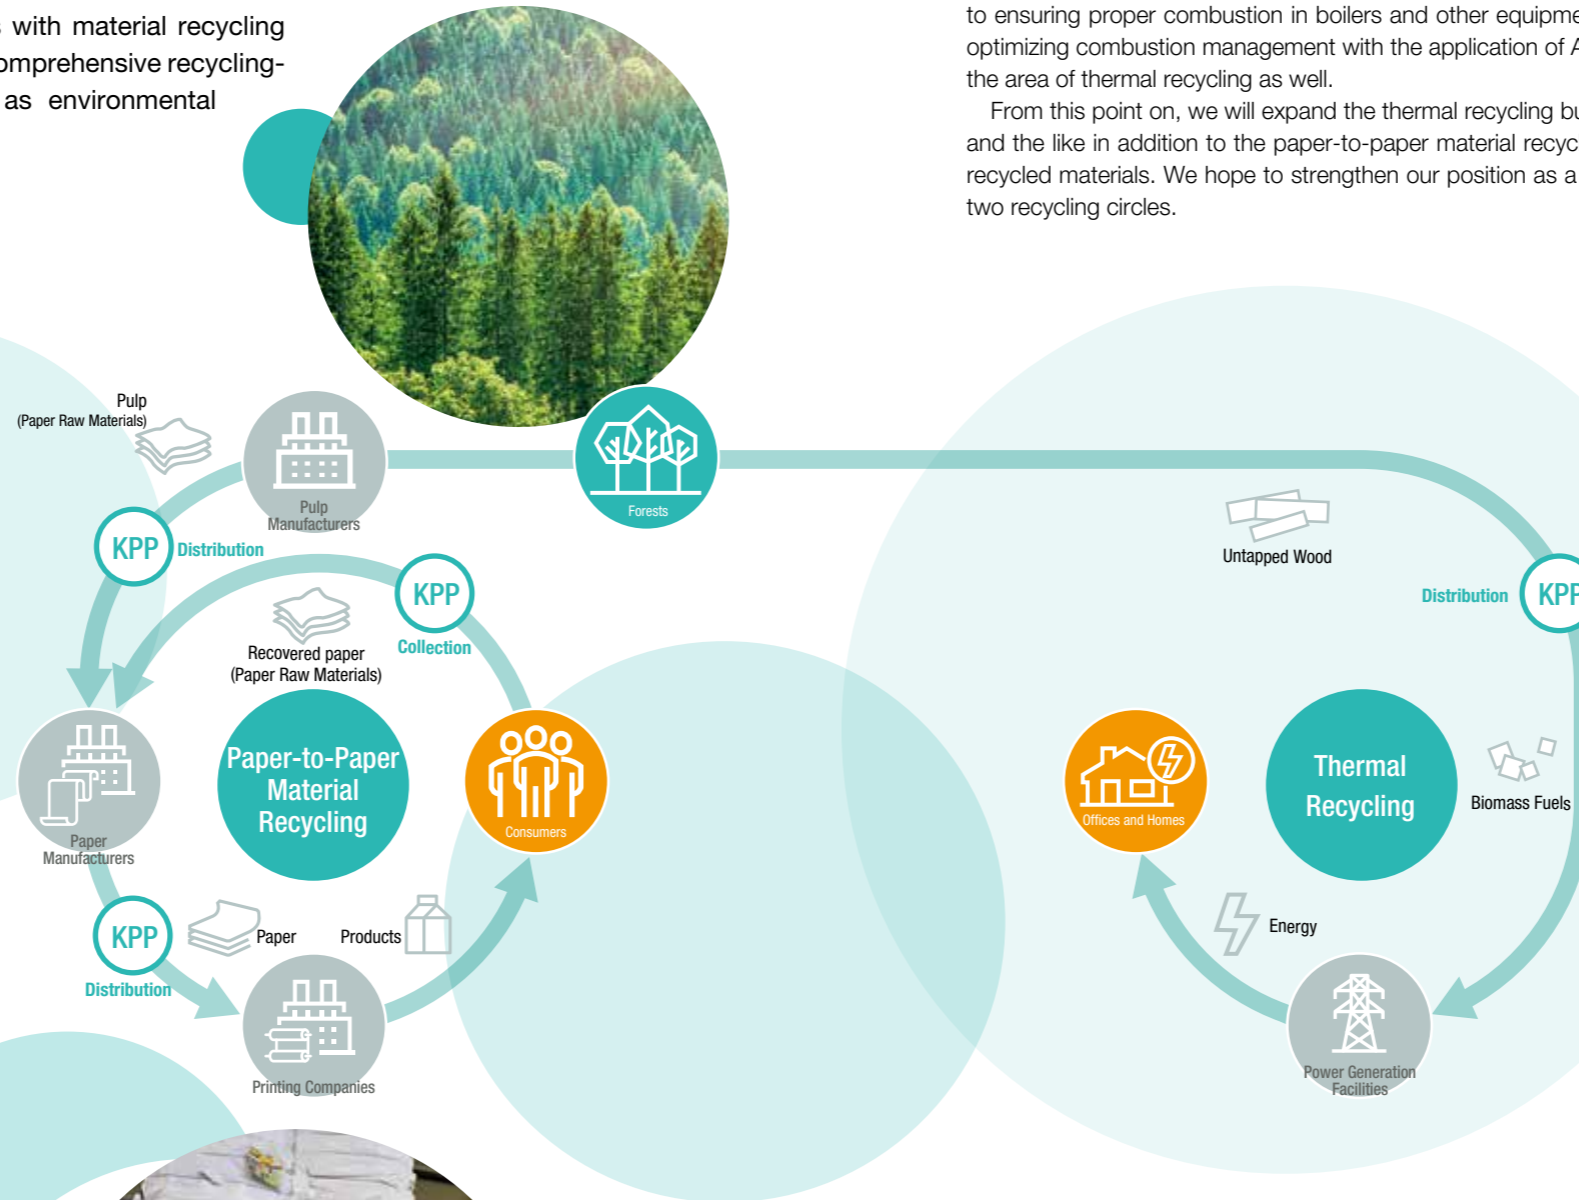 with material recycling
comprehensive recycling-
as environmental
to ensuring proper combustion in boilers and other
optimizing combustion management with the application of
the area of thermal recycling as well.
From this point on, we will expand the thermal recycling
and the like in addition to the paper-to-paper material
recycled materials. We hope to strengthen our position as a
two recycling circles.
Pulp
(Paper Raw Materials)
Pulp
Manufacturers
Forests
KPP
Distribution
Untapped Wood
KPP
Collection
Distribution
KPP
Recovered paper
(Paper Raw Materials)
Paper-to-Paper
Material
Recycling
Paper
Manufacturers
Consumers
Offices and Homes
Thermal
Recycling
Biomass Fuels
KPP
Distribution
Paper
Products
Energy
Printing Companies
Power Generation
Facilities